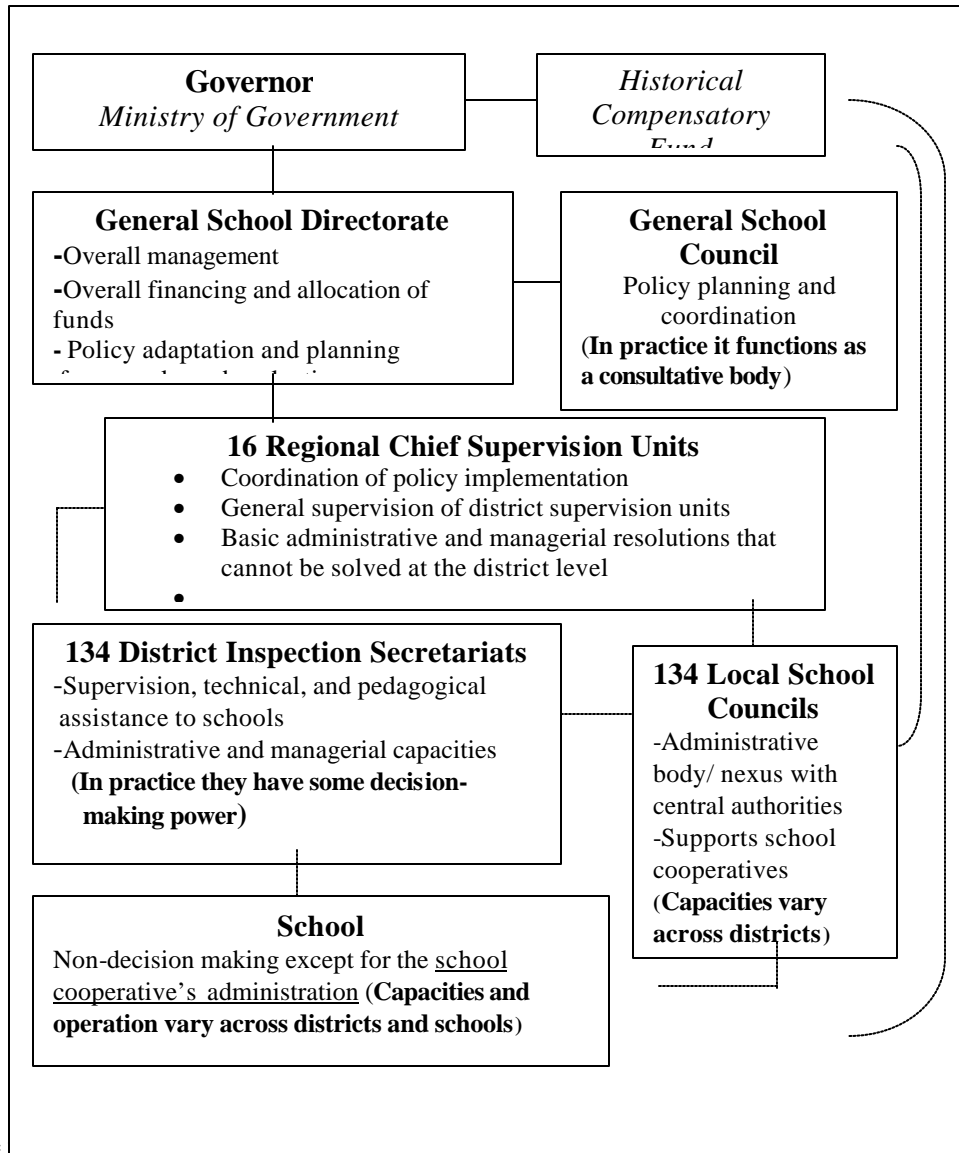 Governor
Ministry of Government
Historical
Compensatory
Fund
General School Directorate
-Overall management
-Overall financing and allocation of
funds
- Policy adaptation and planning
General School
Council
Policy planning and
coordination
(In practice it functions as
a consultative body)
16 Regional Chief Supervision Units
• Coordination of policy implementation
• General supervision of district supervision units
• Basic administrative and managerial resolutions that
cannot be solved at the district level
•
134 District Inspection Secretariats
-Supervision, technical, and pedagogical
assistance to schools
-Administrative and managerial capacities
(In practice they have some decision-
making power)
134 Local School
Councils
-Administrative
body/ nexus with
central authorities
-Supports school
cooperatives
(Capacities vary
across districts)
School
Non-decision making except for the school
cooperative's administration (Capacities and
operation vary across districts and schools)